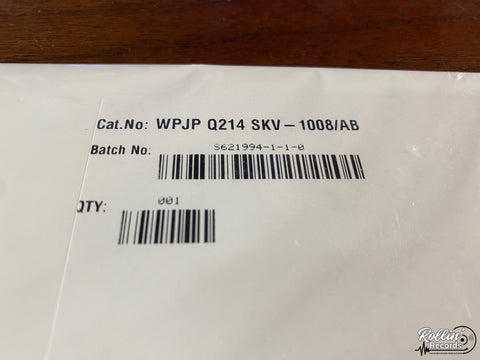 Cat.No: WPJP Q214 SKV-1008/AB
Batch No: S621994-1-1-0
QTY: 001
Rollin'
Records